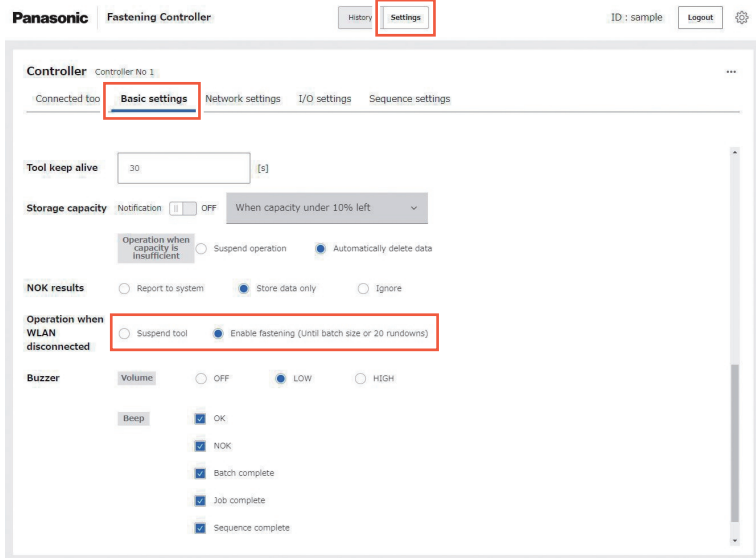 Panasonic Fastening Controller History Settings ID : sample Logout
Controller Controller No 1 ...
Connected too Basic settings Network settings I/O settings Sequence settings
Tool keep alive 30 [s]
Storage capacity Notification OFF When capacity under 10% left
Operation when
capacity is
insufficient
Suspend operation Automatically delete data
NOK results Report to system Store data only Ignore
Operation when
WLAN
disconnected
Suspend tool Enable fastening (Until batch size or 20 rundowns)
Buzzer Volume OFF LOW HIGH
Beep OK
NOK
Batch complete
Job complete
Sequence complete